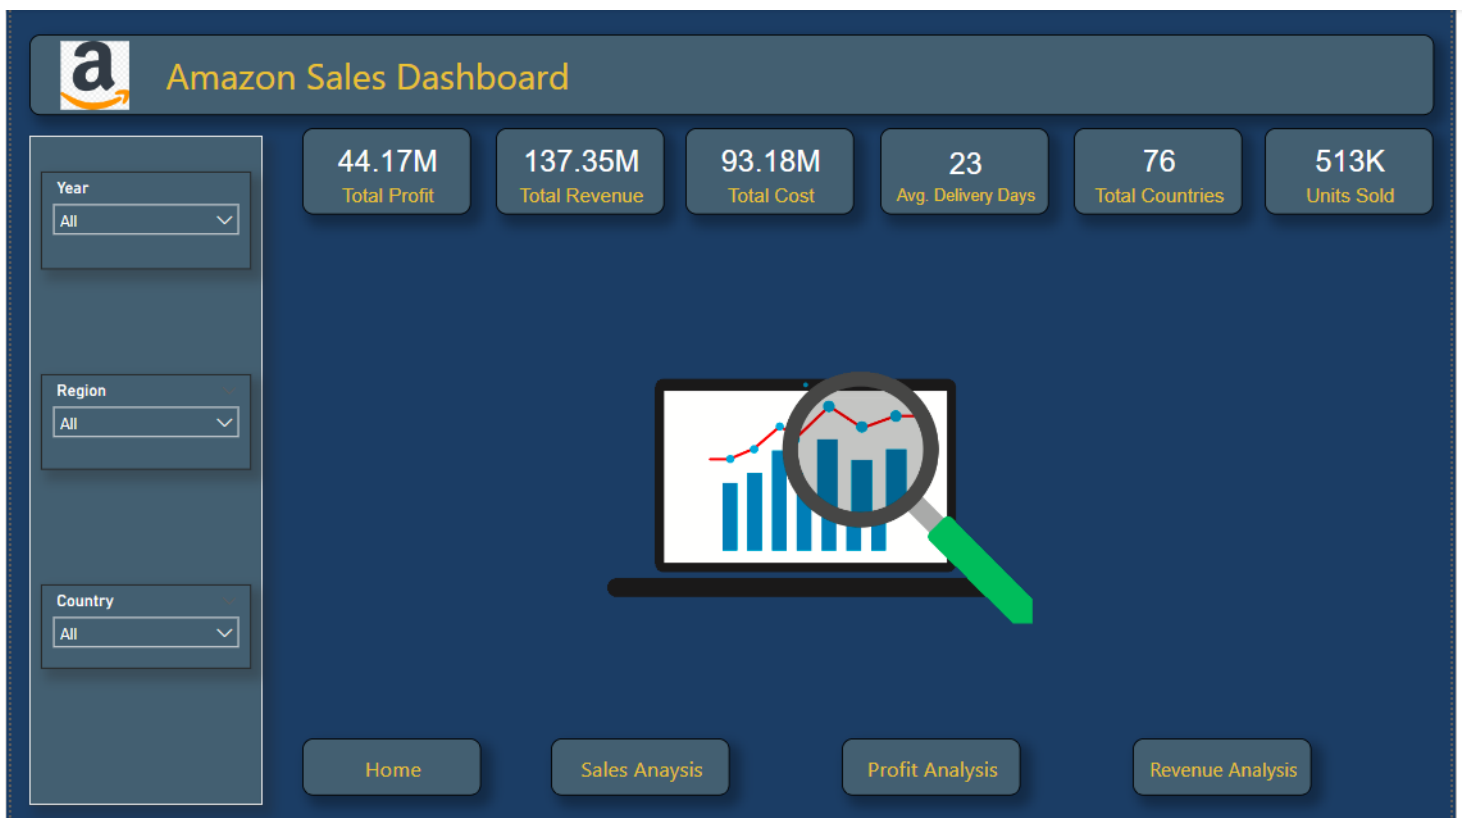 a
Amazon Sales Dashboard
44.17M
Total Profit
137.35M
Total Revenue
93.18M
Total Cost
23
Avg. Delivery Days
76
Total Countries
513K
Units Sold
Year
All
Region
All
Country
All
Home
Sales Anaysis
Profit Analysis
Revenue Analysis